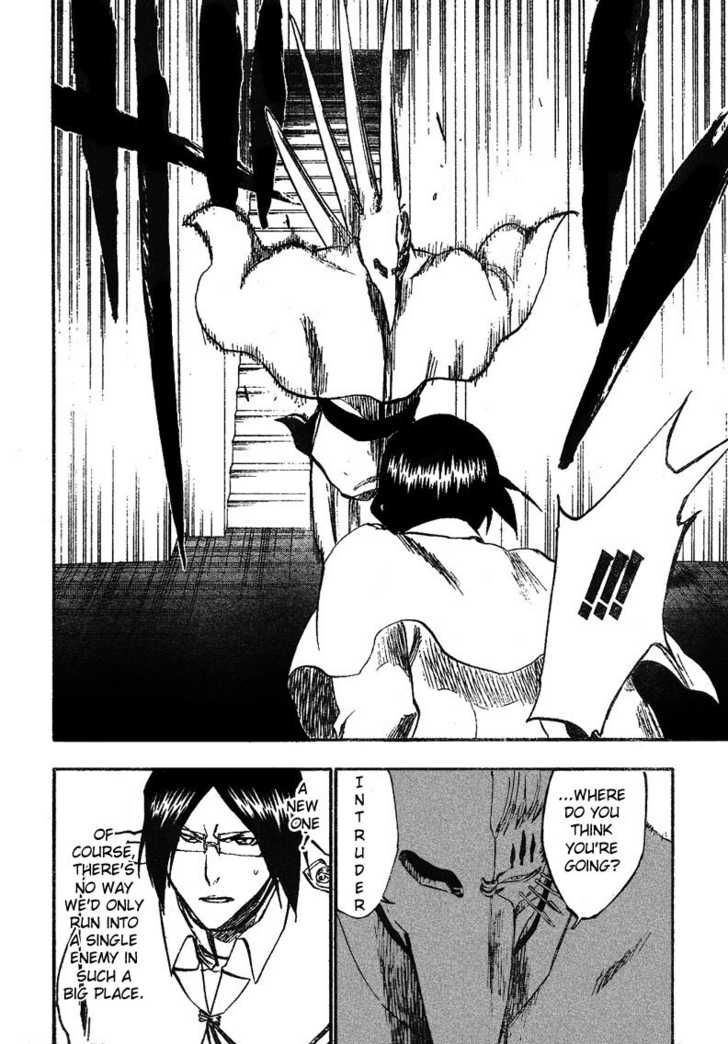 !!!!
...WHERE
DO YOU
THINK
YOU'RE
GOING?
INTRUDER
A
NEW
ONE!
OF
COURSE,
THERE'S
NO WAY
WE'D ONLY
RUN INTO
A SINGLE
ENEMY IN
SUCH A
BIG PLACE.